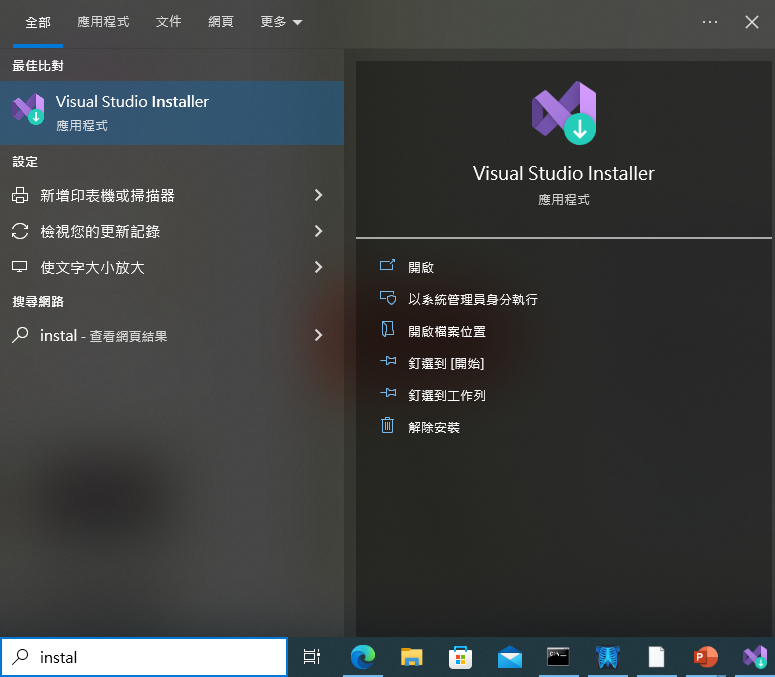 全部 應用程式 文件 網頁 更多
最佳比對
Visual Studio Installer
應用程式
設定
新增印表機或掃描器
檢視您的更新記錄
使文字大小放大
搜尋網路
instal - 查看網頁結果
Visual Studio Installer
應用程式
開啟
以系統管理員身分執行
開啟檔案位置
釘選到 [開始]
釘選到工作列
解除安裝
instal